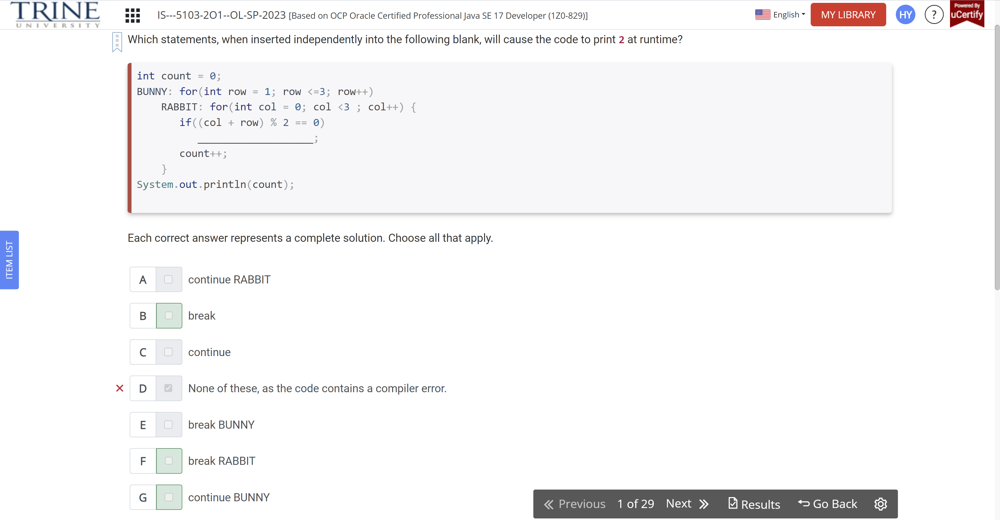 TRINE
UNIVERSITY
IS---5103-2O1--OL-SP-2023 [Based on OCP Oracle Certified Professional Java SE 17 Developer (1Z0-829)]
English
MY LIBRARY
HY
?
Powered By
uCertify
Which statements, when inserted independently into the following blank, will cause the code to print 2 at runtime?
int count = 0;
BUNNY: for(int row = 1; row <=3; row++)
RABBIT: for(int col = 0; col <3 ; col++) {
if((col + row) % 2 == 0)
___________________;
count++;
}
System.out.println(count);
ITEM LIST
Each correct answer represents a complete solution. Choose all that apply.
A continue RABBIT
B break
C continue
D None of these, as the code contains a compiler error.
E break BUNNY
F break RABBIT
G continue BUNNY
Previous 1 of 29 Next Results Go Back